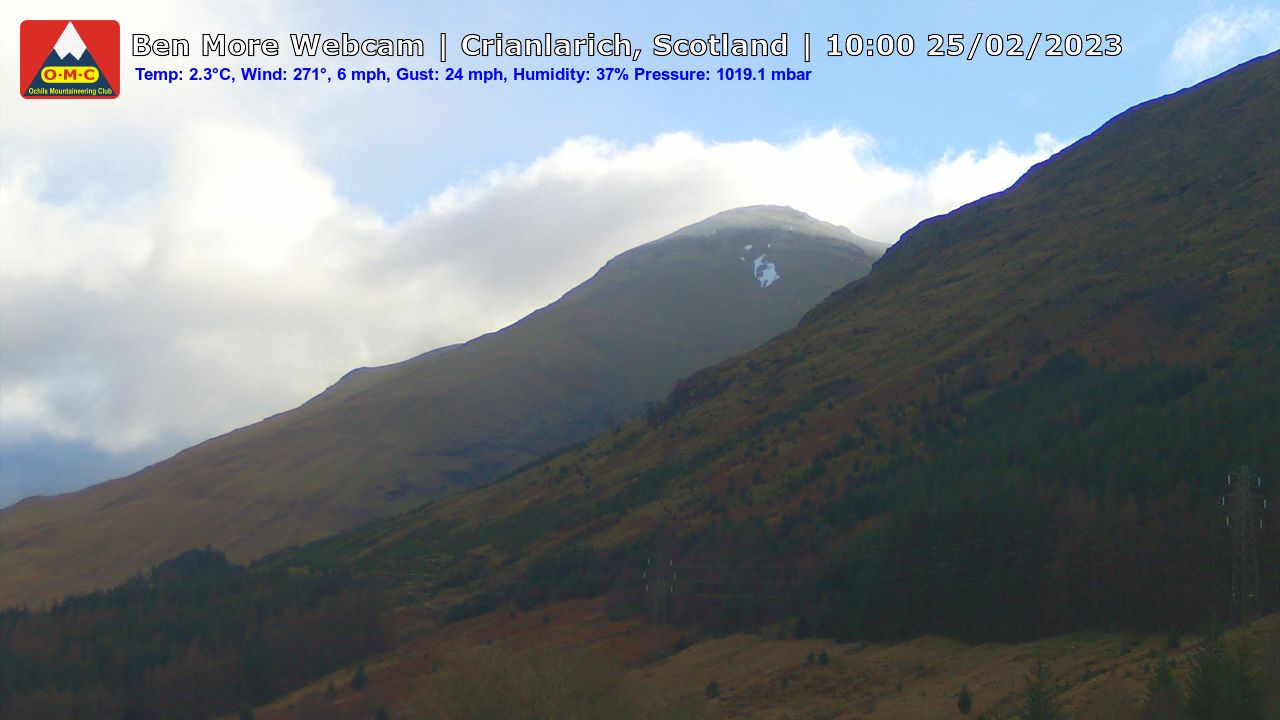 Ben More Webcam | Crianlarich, Scotland | 10:00 25/02/2023
Temp: 2.3°C, Wind: 271°, 6 mph, Gust: 24 mph, Humidity: 37% Pressure: 1019.1 mbar
O·M·C
Ochils Mountaineering Club